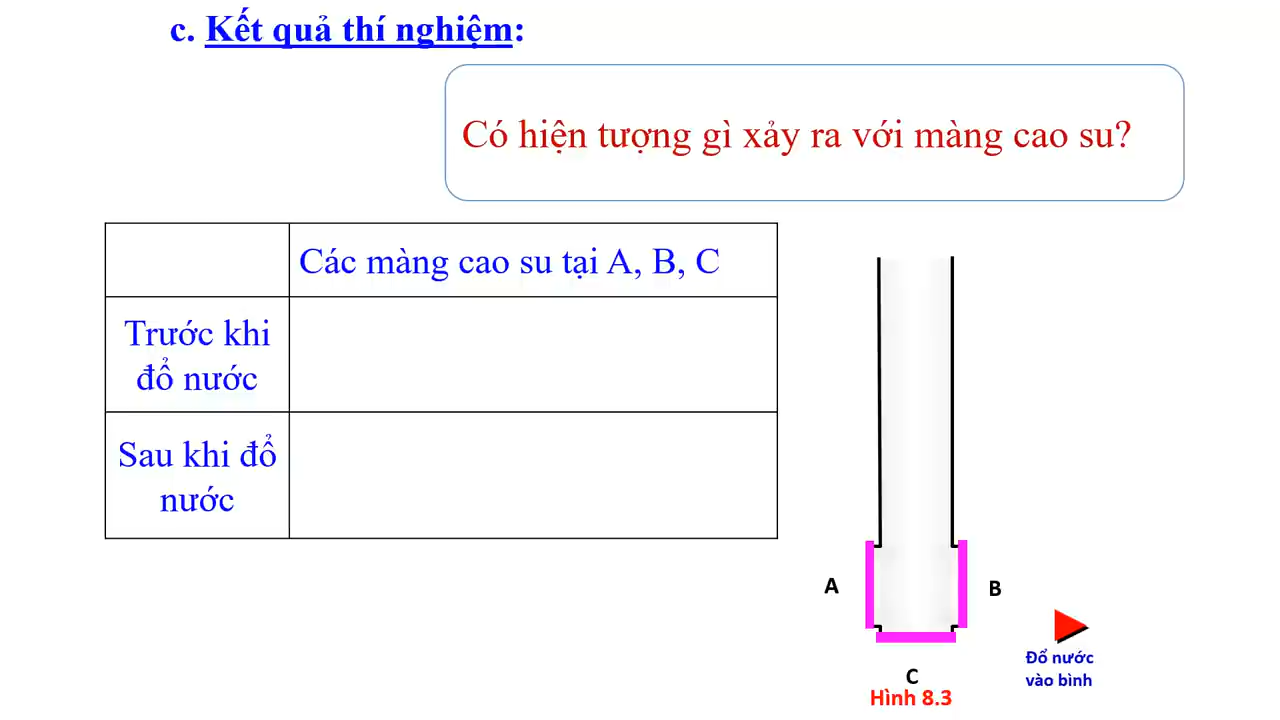 c. Kết quả thí nghiệm:
Có hiện tượng gì xảy ra với màng cao su?
Các màng cao su tại A, B, C
Trước khi
đổ nước
Sau khi đổ
nước
A
B
C
Hình 8.3
Đổ nước
vào bình